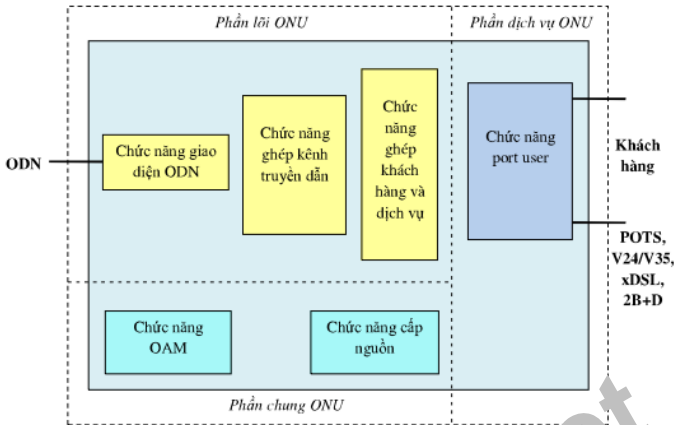 Phần lõi ONU
Phần dịch vụ ONU
Chức năng giao
diện ODN
Chức năng
ghép kênh
truyền dẫn
Chức
năng
ghép
khách
hàng và
dịch vụ
Chức năng
port user
ODN
Khách
hàng
POTS,
V24/V35,
xDSL,
2B+D
Chức năng
OAM
Chức năng cấp
nguồn
Phần chung ONU